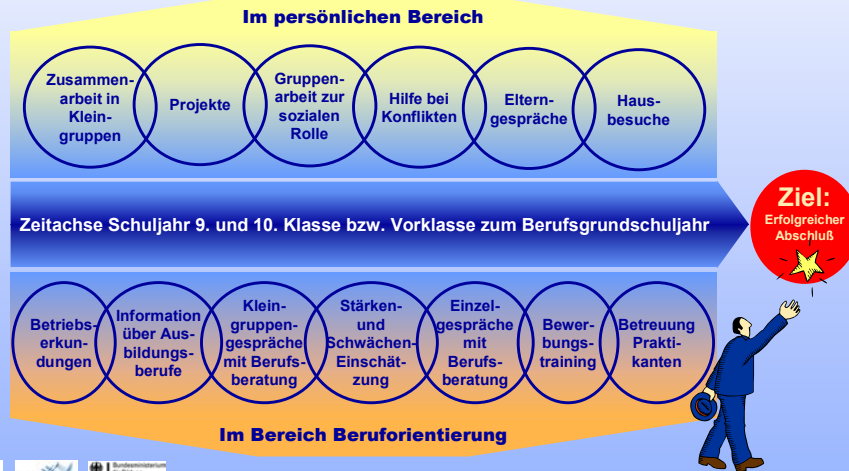 Im persönlichen Bereich
Zusammen-
arbeit in
Klein-
gruppen
Projekte
Gruppen-
arbeit zur
sozialen
Rolle
Hilfe bei
Konflikten
Eltern-
gespräche
Haus-
besuche
Zeitachse Schuljahr 9. und 10. Klasse bzw. Vorklasse zum Berufsgrundschuljahr
Ziel:
Erfolgreicher
Abschluß
Betriebs-
erkun-
dungen
Information
über Aus-
bildungs-
berufe
Klein-
gruppen-
gespräche
mit Berufs-
beratung
Stärken-
und
Schwächen-
Einschät-
zung
Einzel-
gespräche
mit
Berufs-
beratung
Bewer-
bungs-
training
Betreuung
Prakti-
kanten
Im Bereich Beruforientierung
Bundesministerium